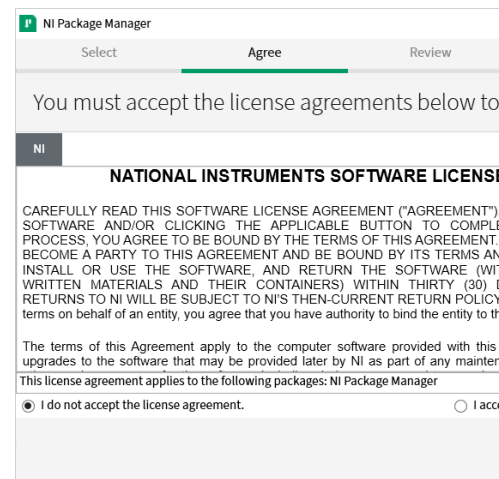 NI Package Manager
Select Agree Review
You must accept the license agreements below to
NI
NATIONAL INSTRUMENTS SOFTWARE LICENSE
CAREFULLY READ THIS SOFTWARE LICENSE AGREEMENT ("AGREEMENT")
SOFTWARE AND/OR CLICKING THE APPLICABLE BUTTON TO COMPLE
PROCESS, YOU AGREE TO BE BOUND BY THE TERMS OF THIS AGREEMENT.
BECOME A PARTY TO THIS AGREEMENT AND BE BOUND BY ITS TERMS AN
INSTALL OR USE THE SOFTWARE, AND RETURN THE SOFTWARE (WIT
WRITTEN MATERIALS AND THEIR CONTAINERS) WITHIN THIRTY (30)
RETURNS TO NI WILL BE SUBJECT TO NI'S THEN-CURRENT RETURN POLICY
terms on behalf of an entity, you agree that you have authority to bind the entity to th
The terms of this Agreement apply to the computer software provided with this
upgrades to the software that may be provided later by NI as part of any mainten
This license agreement applies to the following packages: NI Package Manager
I do not accept the license agreement.
I acc